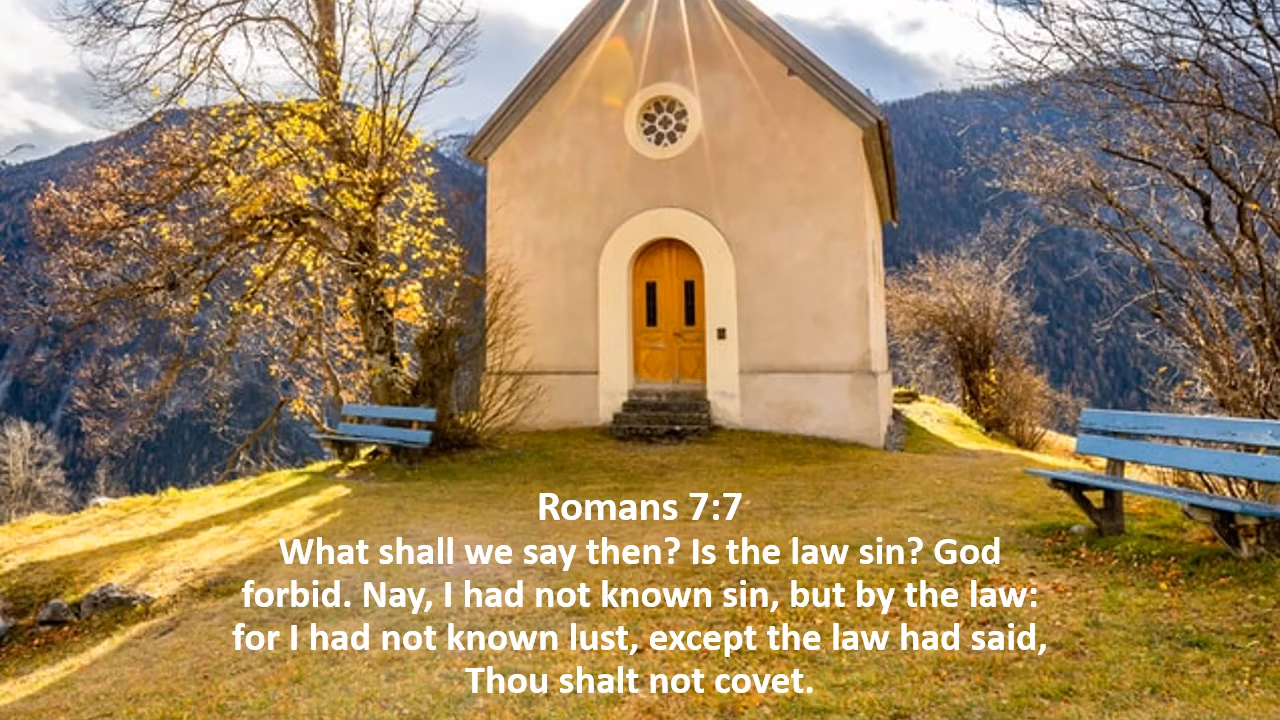 Romans 7:7
What shall we say then? Is the law sin? God
forbid. Nay, I had not known sin, but by the law:
for I had not known lust, except the law had said,
Thou shalt not covet.